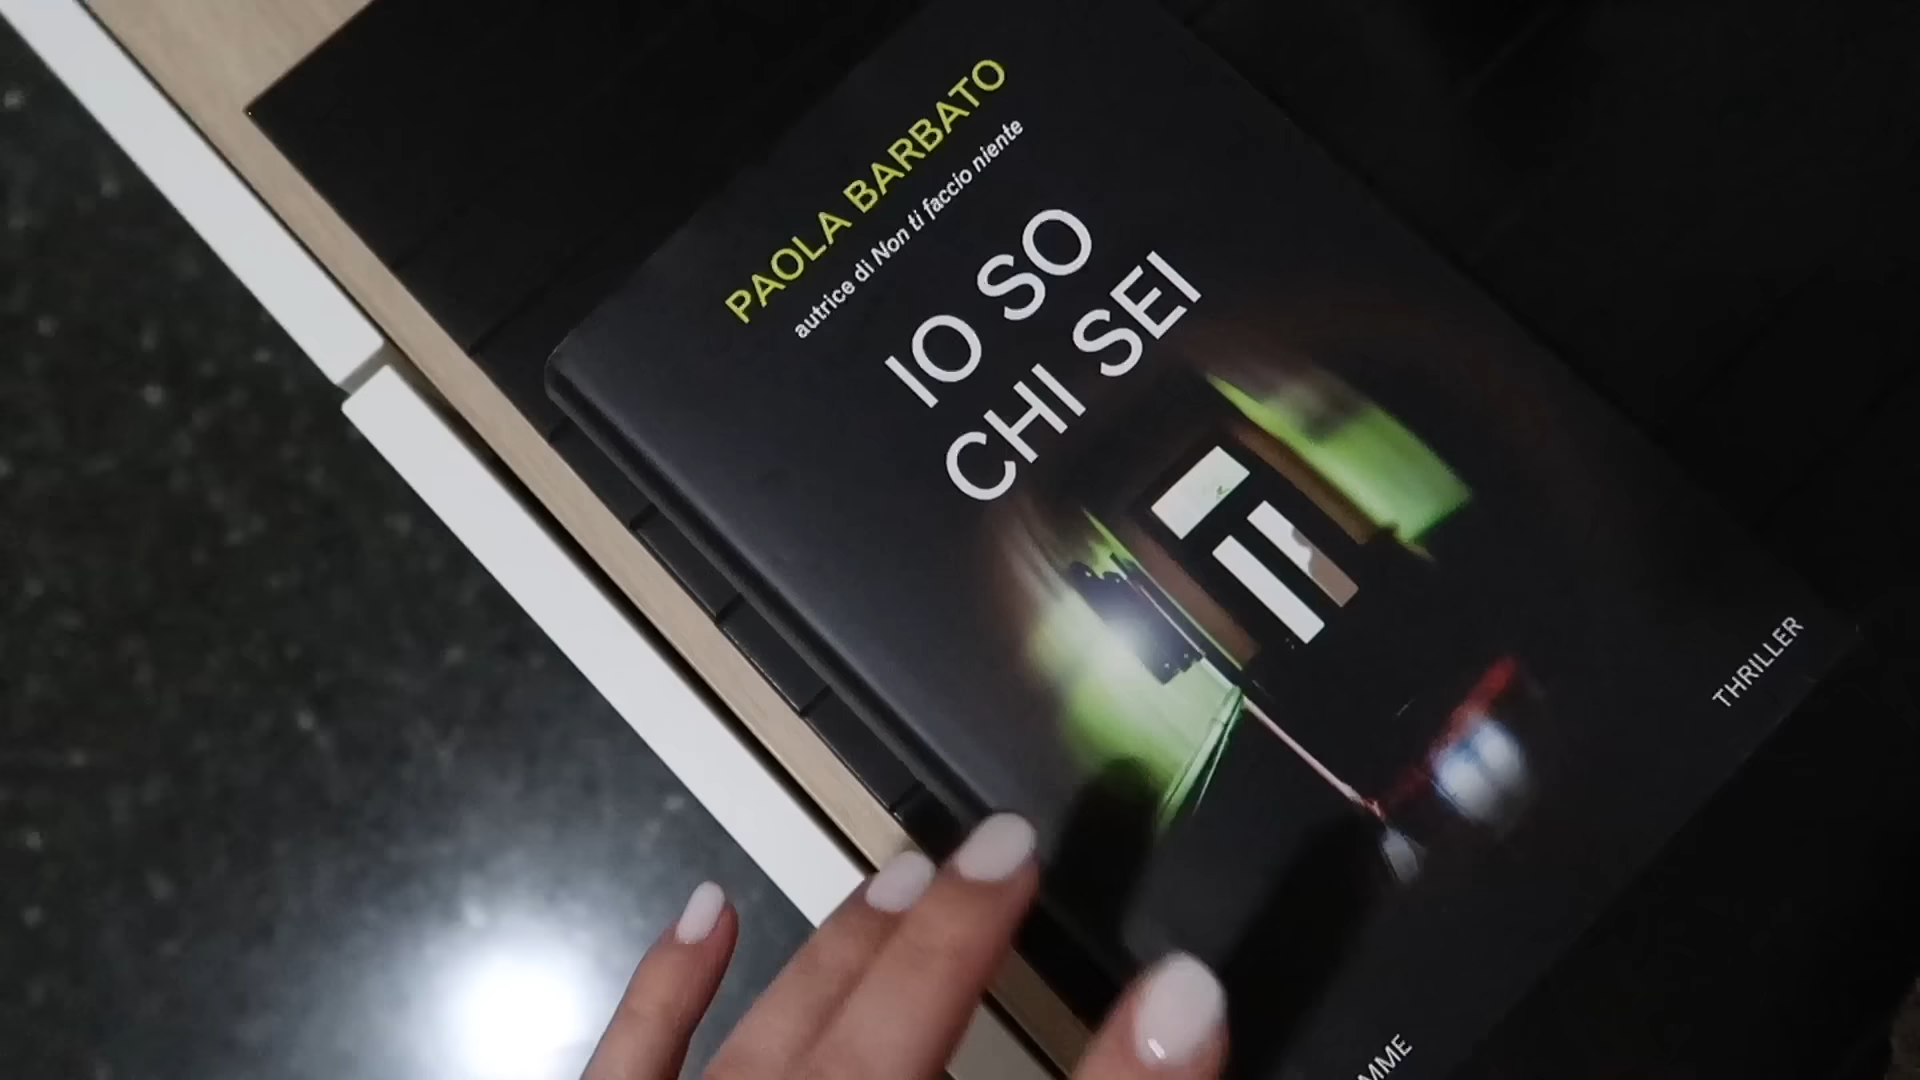 PAOLA BARBATO
autrice di Non ti faccio niente
IO SO
CHI SEI
THRILLER